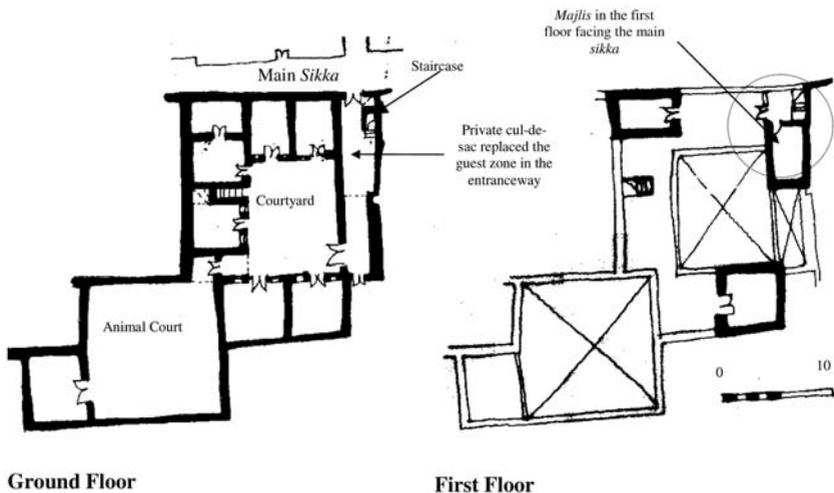 Majlis in the first
floor facing the main
sikka
Main Sikka
Staircase
Private cul-de-
sac replaced the
guest zone in the
entranceway
Courtyard
Animal Court
0 10
Ground Floor
First Floor